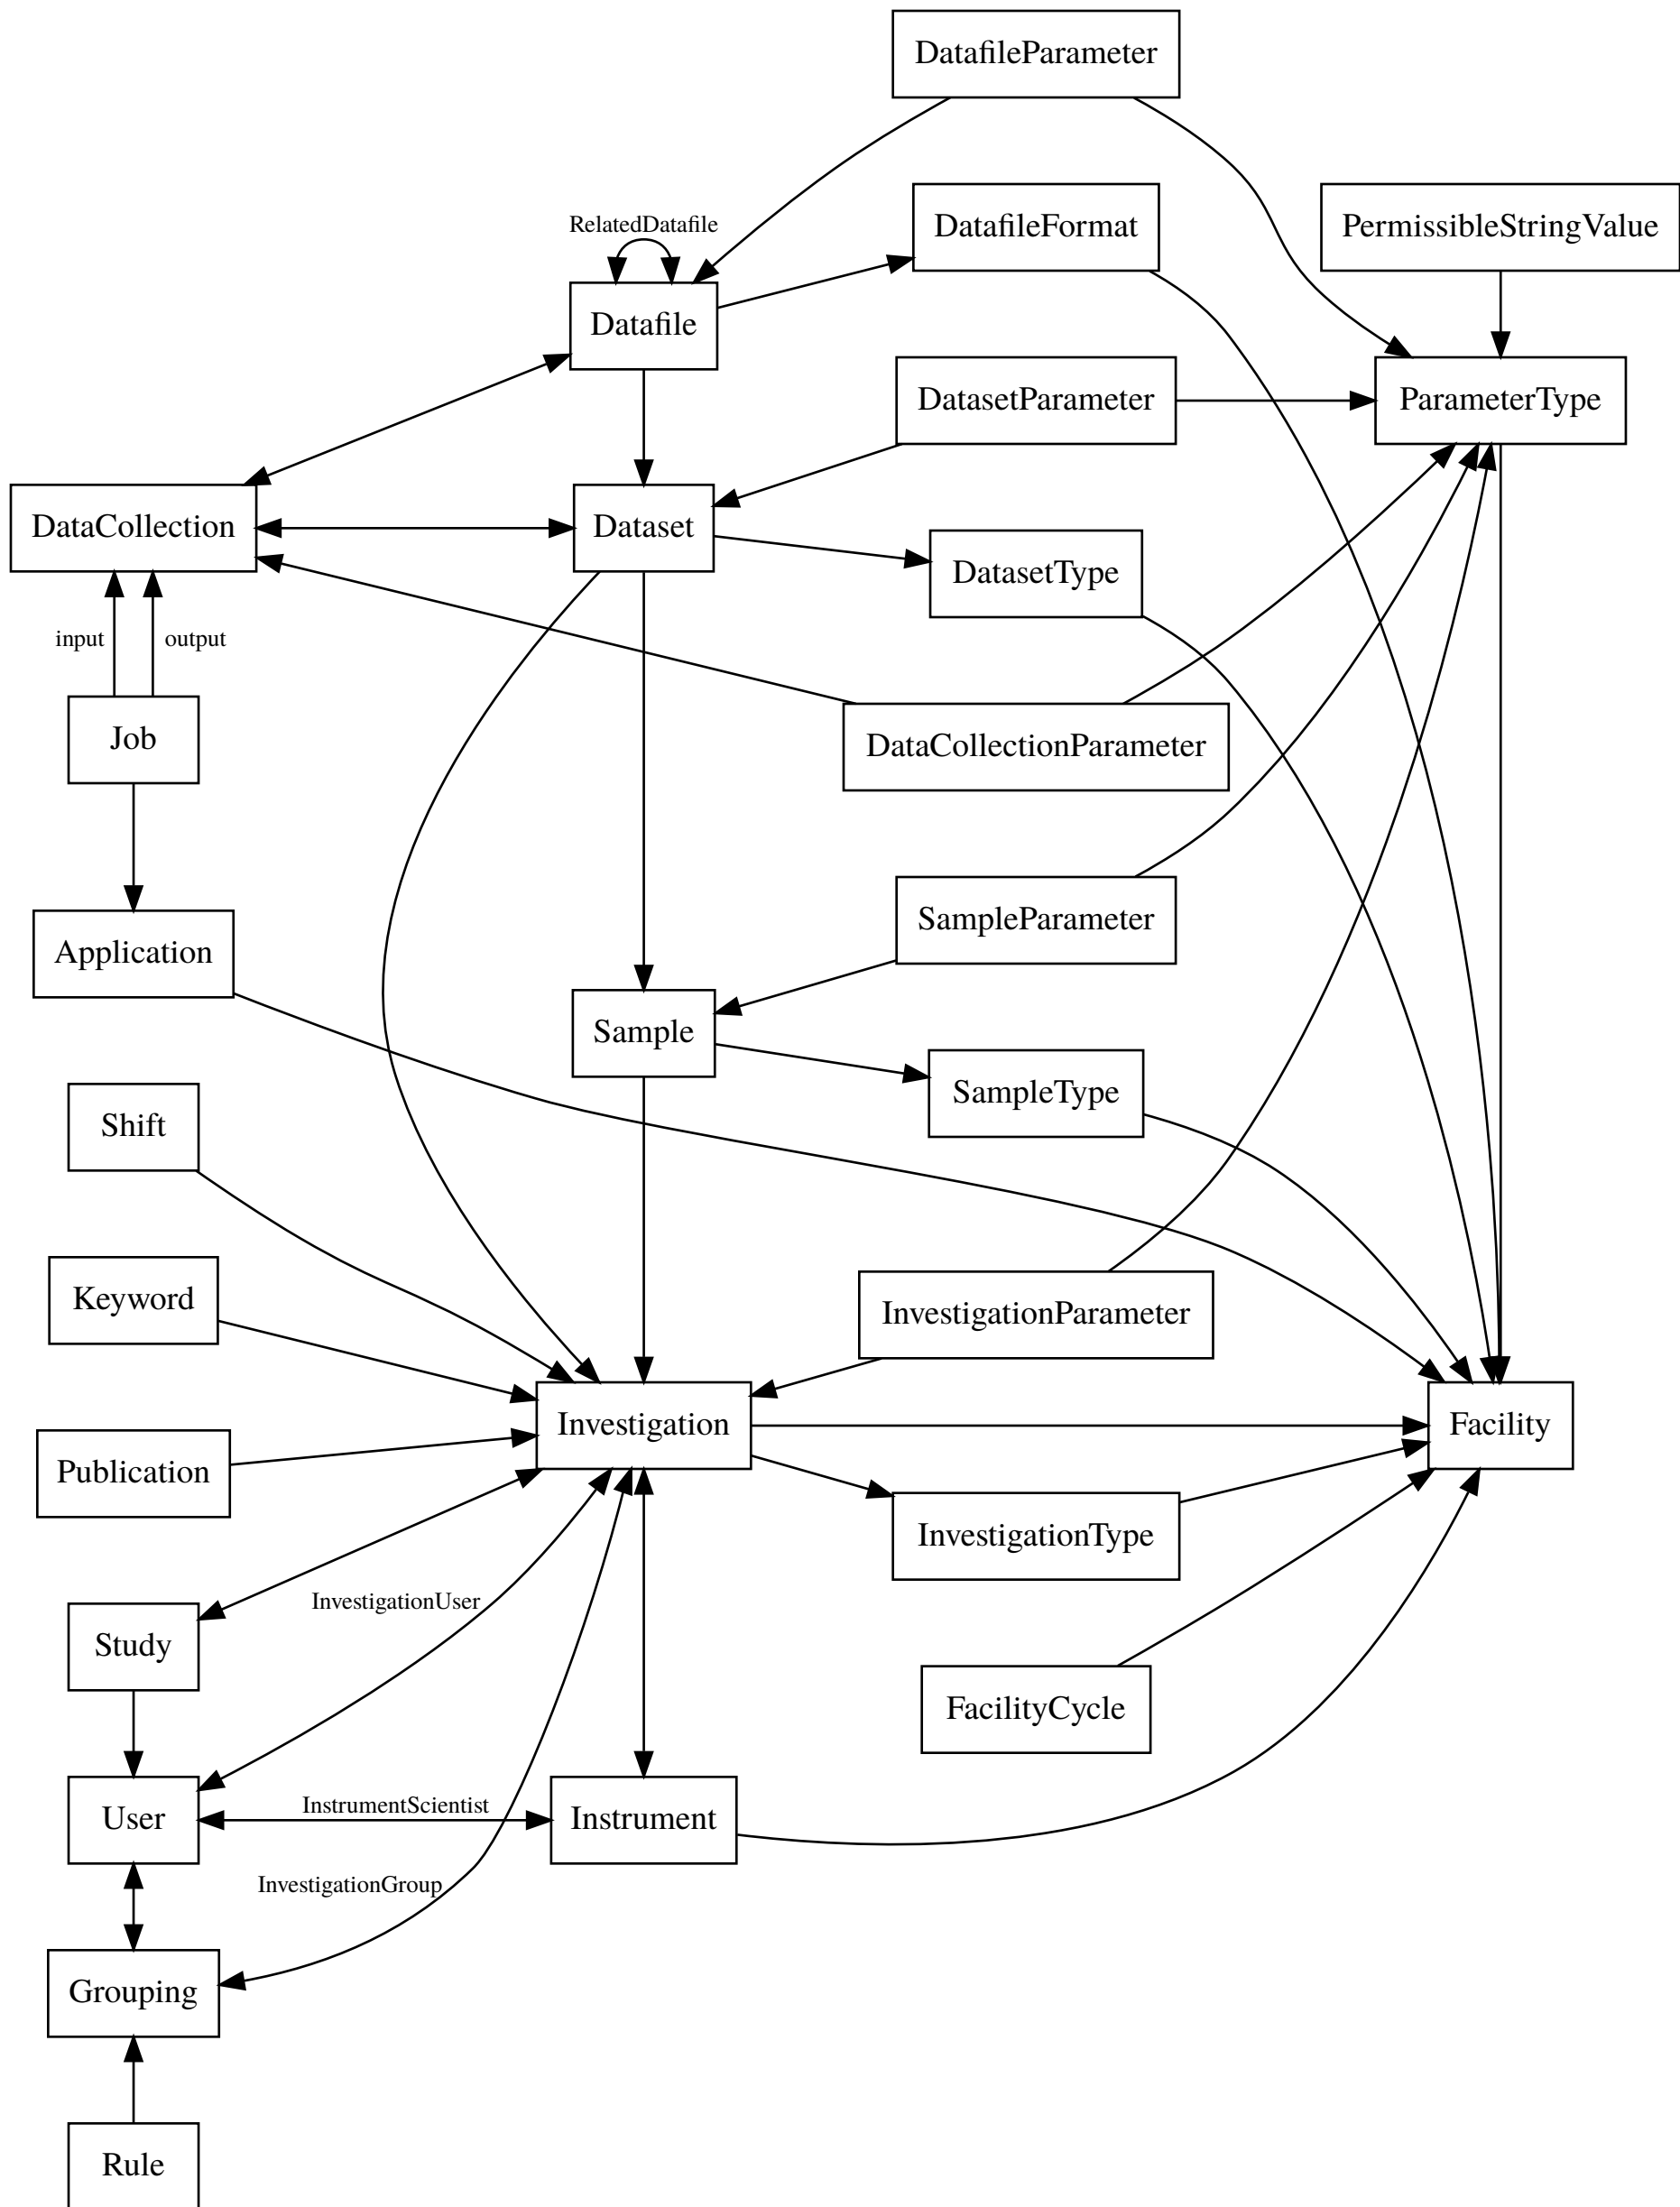 DatafileParameter
RelatedDatafile
DatafileFormat
PermissibleStringValue
Datafile
DatasetParameter
ParameterType
DataCollection
Dataset
DatasetType
input
output
Job
DataCollectionParameter
Application
SampleParameter
Sample
SampleType
Shift
Keyword
InvestigationParameter
Publication
Investigation
Facility
InvestigationType
InvestigationUser
Study
FacilityCycle
User
InstrumentScientist
Instrument
InvestigationGroup
Grouping
Rule